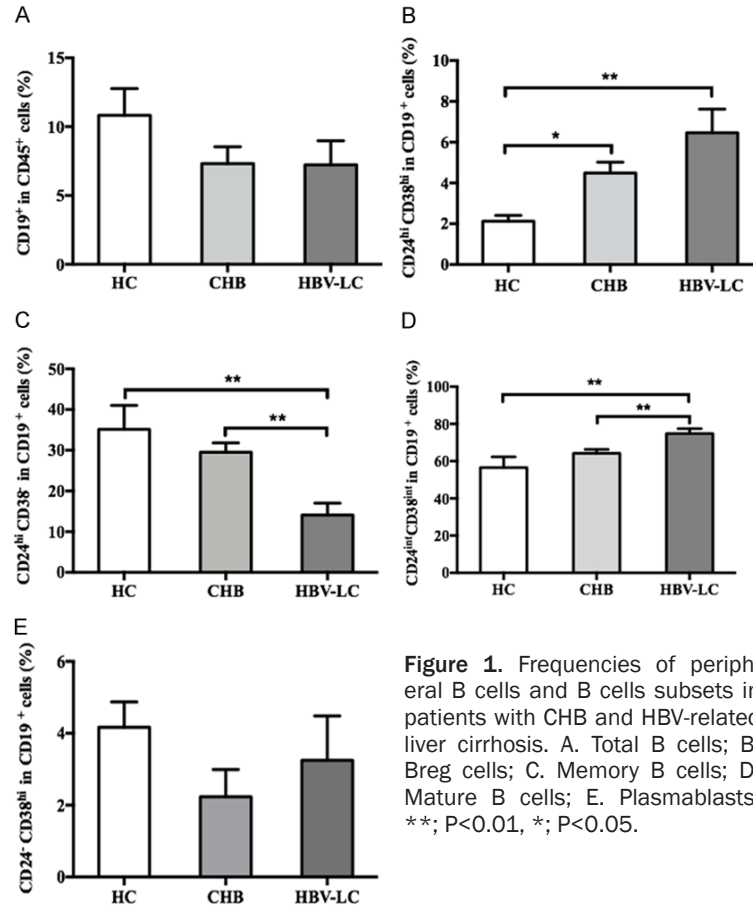 A
CD19⁺ in CD45⁺ cells (%)
15
10
5
0
HC CHB HBV-LC
B
CD24ʰⁱ CD38ʰⁱ in CD19 ⁺ cells (%)
10
8
6
4
2
0
**
*
HC CHB HBV-LC
C
CD24ʰⁱ CD38⁻ in CD19 ⁺ cells (%)
50
40
30
20
10
0
**
**
HC CHB HBV-LC
D
CD24ⁱⁿᵗCD38ⁱⁿᵗ in CD19 ⁺ cells (%)
100
80
60
40
20
0
**
**
HC CHB HBV-LC
E
CD24⁻ CD38ʰⁱ in CD19 ⁺ cells (%)
6
4
2
0
HC CHB HBV-LC
Figure 1. Frequencies of periph
eral B cells and B cells subsets in
patients with CHB and HBV-related
liver cirrhosis. A. Total B cells; B
Breg cells; C. Memory B cells; D
Mature B cells; E. Plasmablasts
**; P<0.01, *; P<0.05.